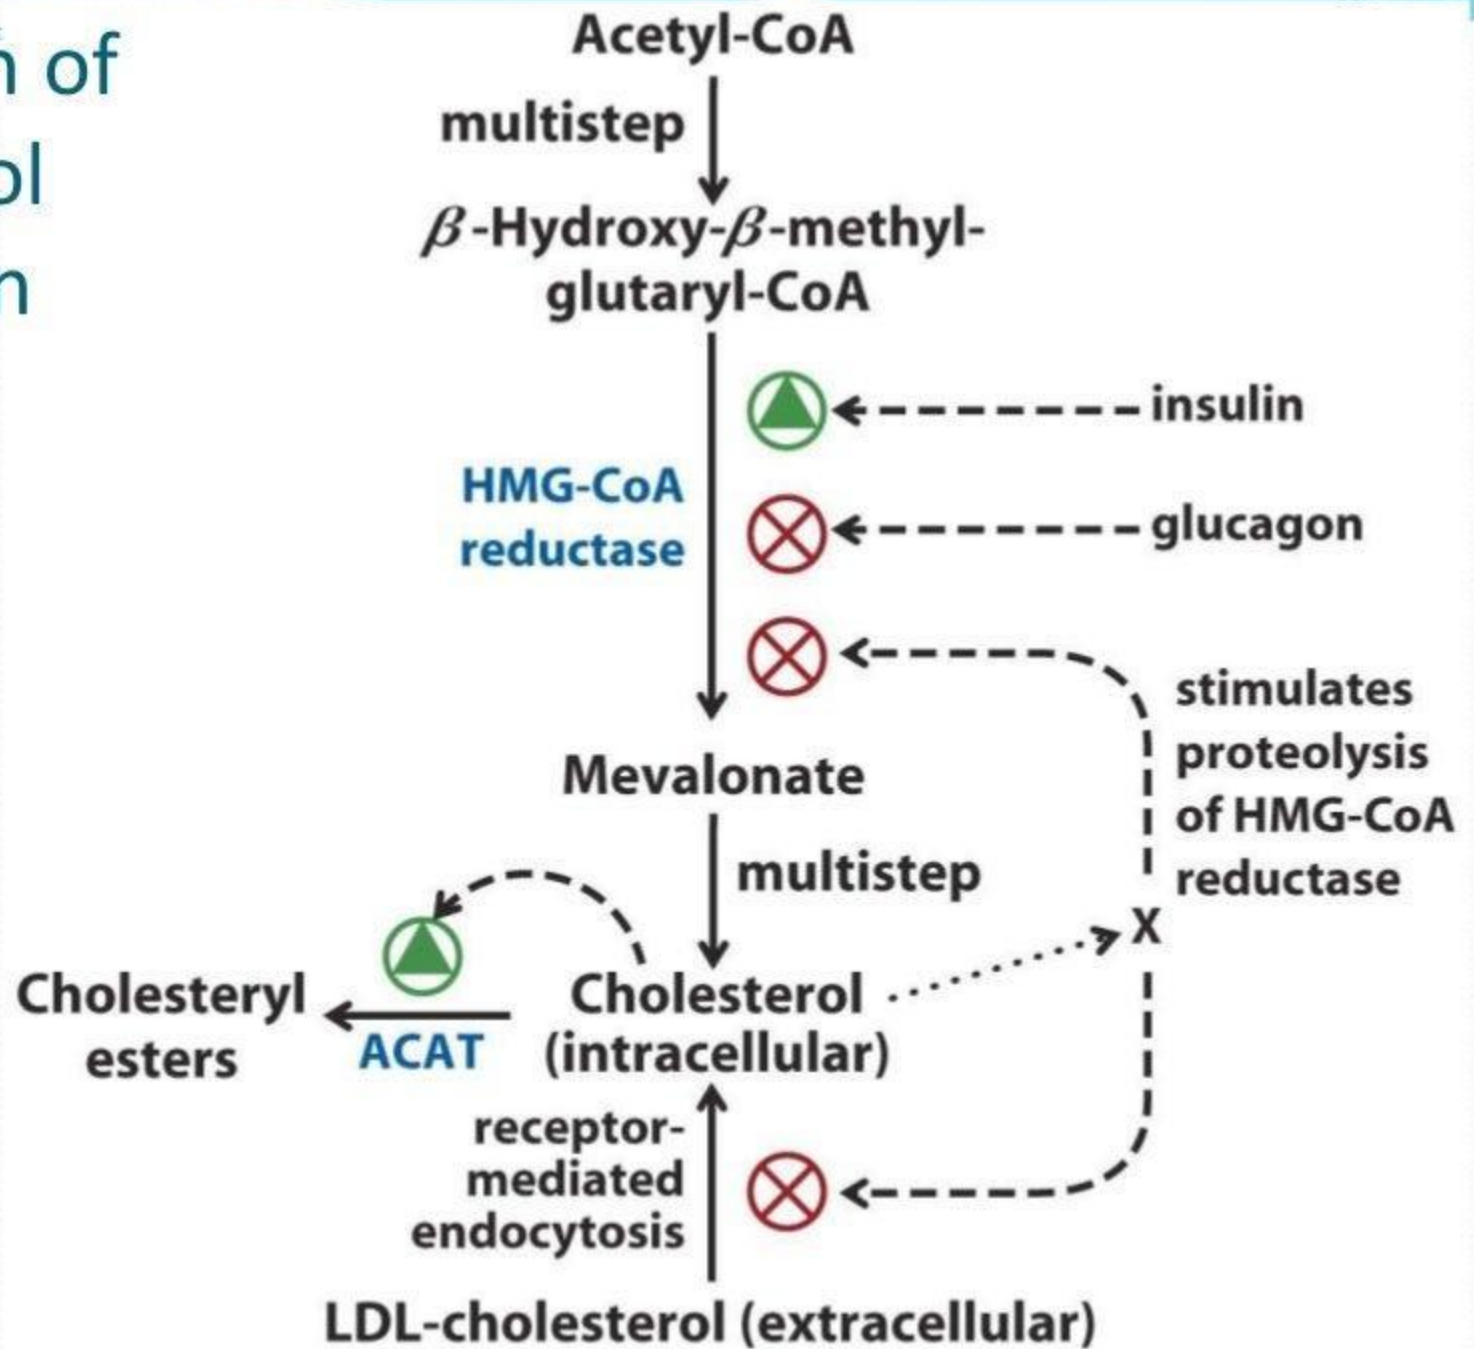 of
Acetyl-CoA
multistep
β-Hydroxy-β-methyl-
glutaryl-CoA
insulin
HMG-CoA
reductase
glucagon
stimulates
proteolysis
of HMG-CoA
reductase
Mevalonate
multistep
X
Cholesteryl
esters
ACAT
Cholesterol
(intracellular)
receptor-
mediated
endocytosis
LDL-cholesterol (extracellular)